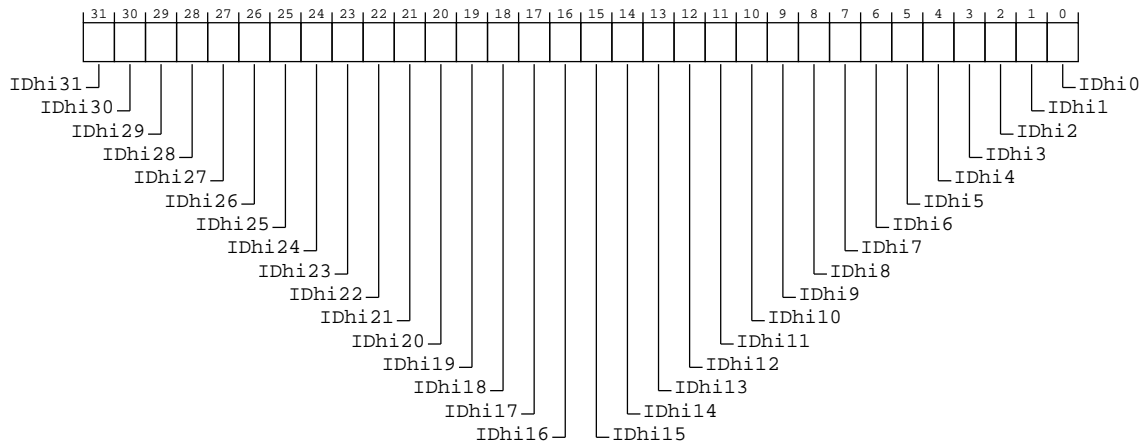 31 30 29 28 27 26 25 24 23 22 21 20 19 18 17 16 15 14 13 12 11 10 9 8 7 6 5 4 3 2 1 0
IDhi31 IDhi0
IDhi30 IDhi1
IDhi29 IDhi2
IDhi28 IDhi3
IDhi27 IDhi4
IDhi26 IDhi5
IDhi25 IDhi6
IDhi24 IDhi7
IDhi23 IDhi8
IDhi22 IDhi9
IDhi21 IDhi10
IDhi20 IDhi11
IDhi19 IDhi12
IDhi18 IDhi13
IDhi17 IDhi14
IDhi16 IDhi15